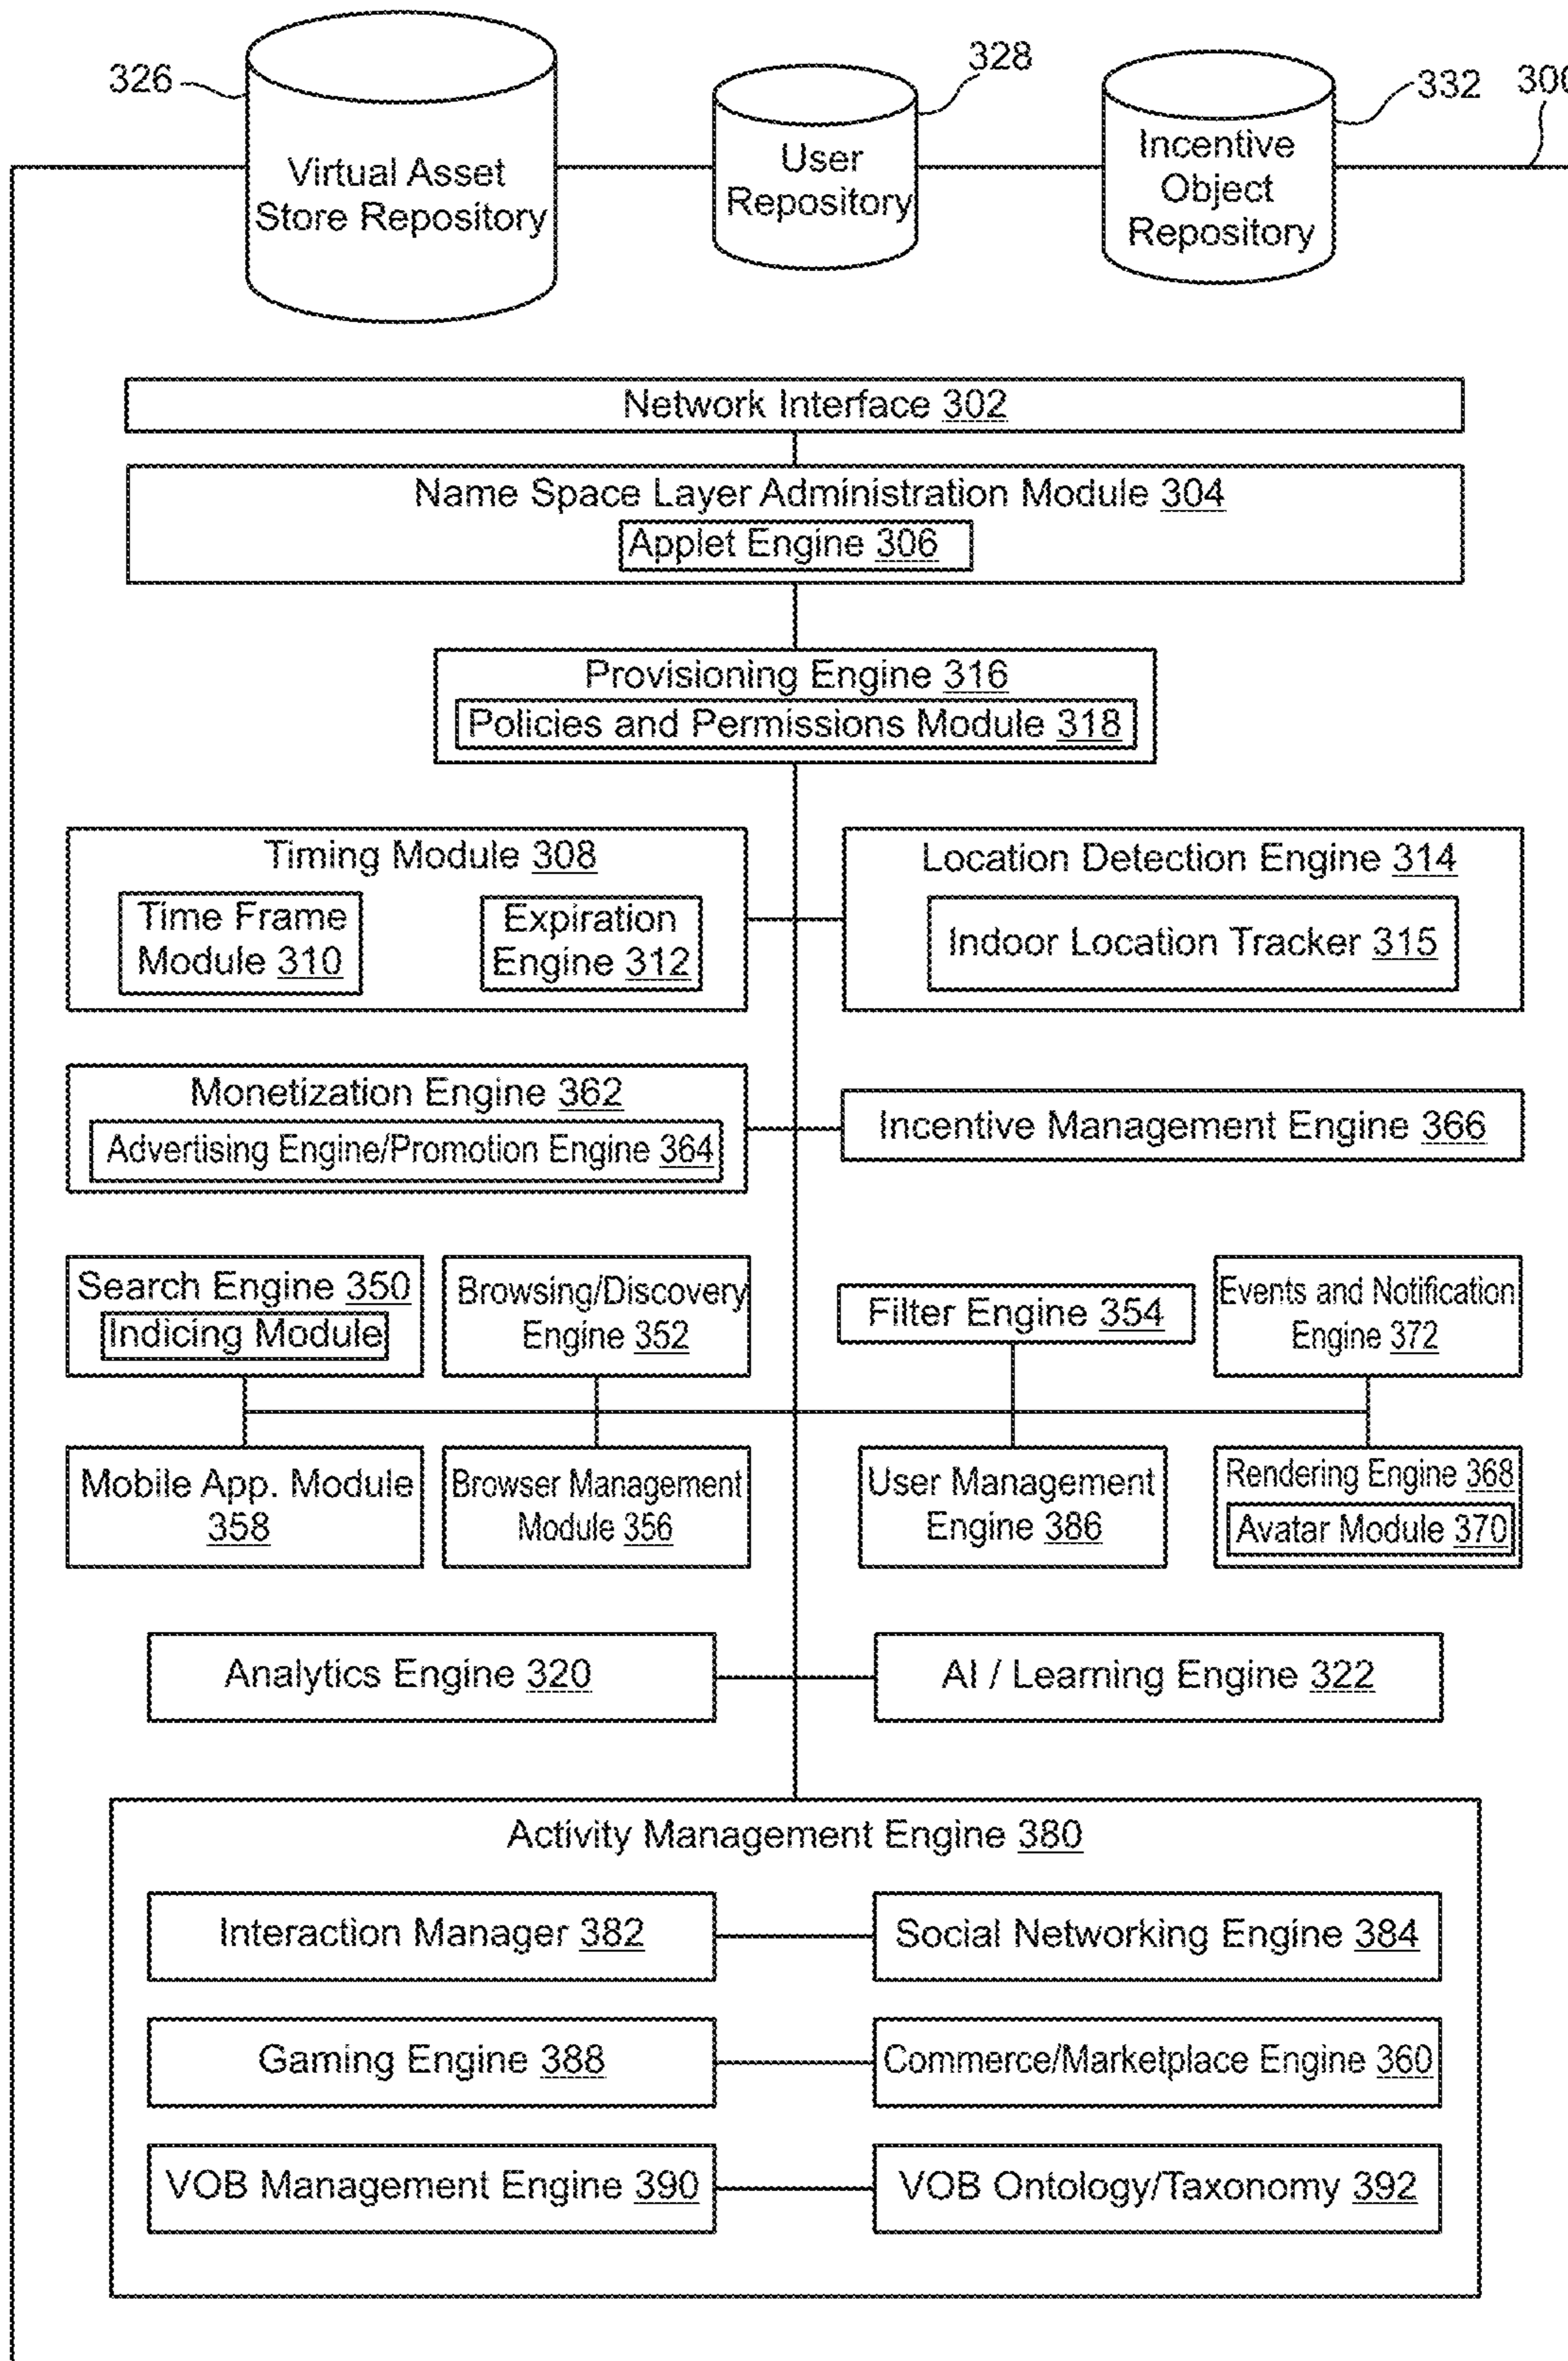 326
328
332
300
Virtual Asset
Store Repository
User
Repository
Incentive
Object
Repository
Network Interface 302
Name Space Layer Administration Module 304
Applet Engine 306
Provisioning Engine 316
Policies and Permissions Module 318
Timing Module 308
Time Frame
Module 310
Expiration
Engine 312
Location Detection Engine 314
Indoor Location Tracker 315
Monetization Engine 362
Advertising Engine/Promotion Engine 364
Incentive Management Engine 366
Search Engine 350
Indicing Module
Browsing/Discovery
Engine 352
Filter Engine 354
Events and Notification
Engine 372
Mobile App. Module
358
Browser Management
Module 356
User Management
Engine 386
Rendering Engine 368
Avatar Module 370
Analytics Engine 320
AI / Learning Engine 322
Activity Management Engine 380
Interaction Manager 382
Social Networking Engine 384
Gaming Engine 388
Commerce/Marketplace Engine 360
VOB Management Engine 390
VOB Ontology/Taxonomy 392